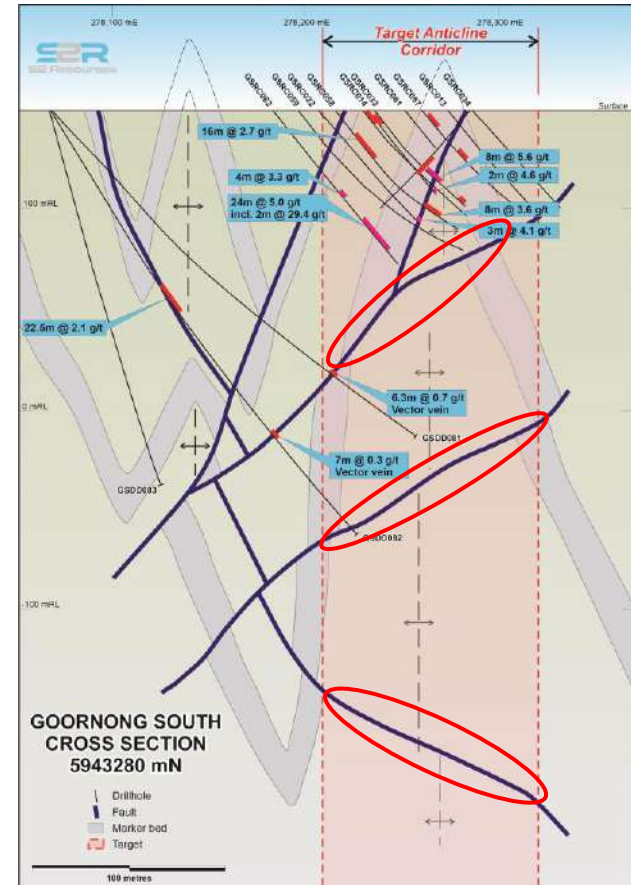 278,100 mE
278,200 mE
278,300 mE
Target Anticline
Corridor
S2R
S2 Resources
GSRC093
GSRC059
GSRC032
GSRC058
Surface
16m @ 2.7 g/t
8m @ 5.6 g/t
4m @ 3.3 g/t
2m @ 4.6 g/t
24m @ 5.0 g/t
incl. 2m @ 29.4 g/t
8m @ 3.6 g/t
3m @ 4.1 g/t
100 mRL
22.5m @ 2.1 g/t
0 mRL
6.3m @ 0.7 g/t
Vector vein
GSDD081
7m @ 0.3 g/t
Vector vein
GSDD083
GSDD082
-100 mRL
GOORNONG SOUTH
CROSS SECTION
5943280 mN
Drillhole
Fault
Marker bed
Target
100 metres